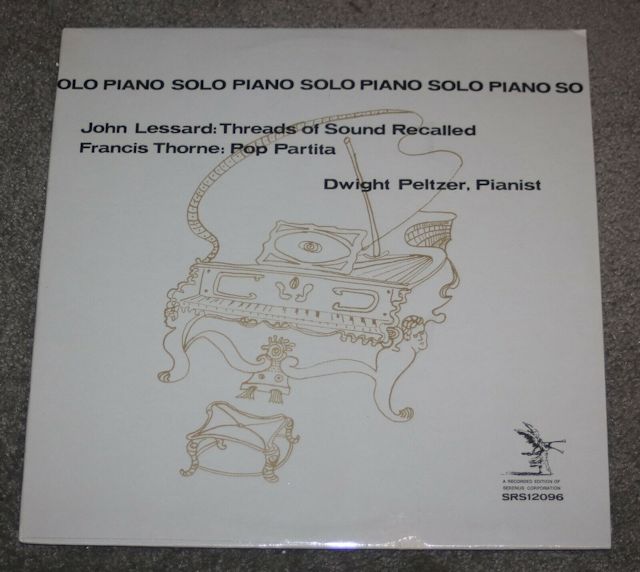 OLO PIANO SOLO PIANO SOLO PIANO SOLO PIANO SO
John Lessard: Threads of Sound Recalled
Francis Thorne: Pop Partita
Dwight Peltzer, Pianist
A RECORDED EDITION OF
SERENUS CORPORATION
SRS12096